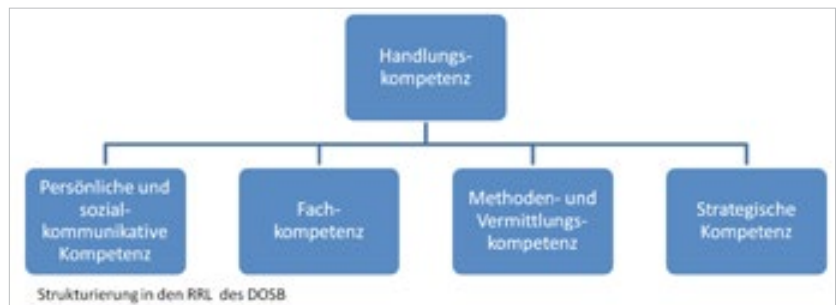 Handlungs-
kompetenz
Persönliche und
sozial-
kommunikative
Kompetenz
Fach-
kompetenz
Methoden- und
Vermittlungs-
kompetenz
Strategische
Kompetenz
Strukturierung in den RRL des DOSB